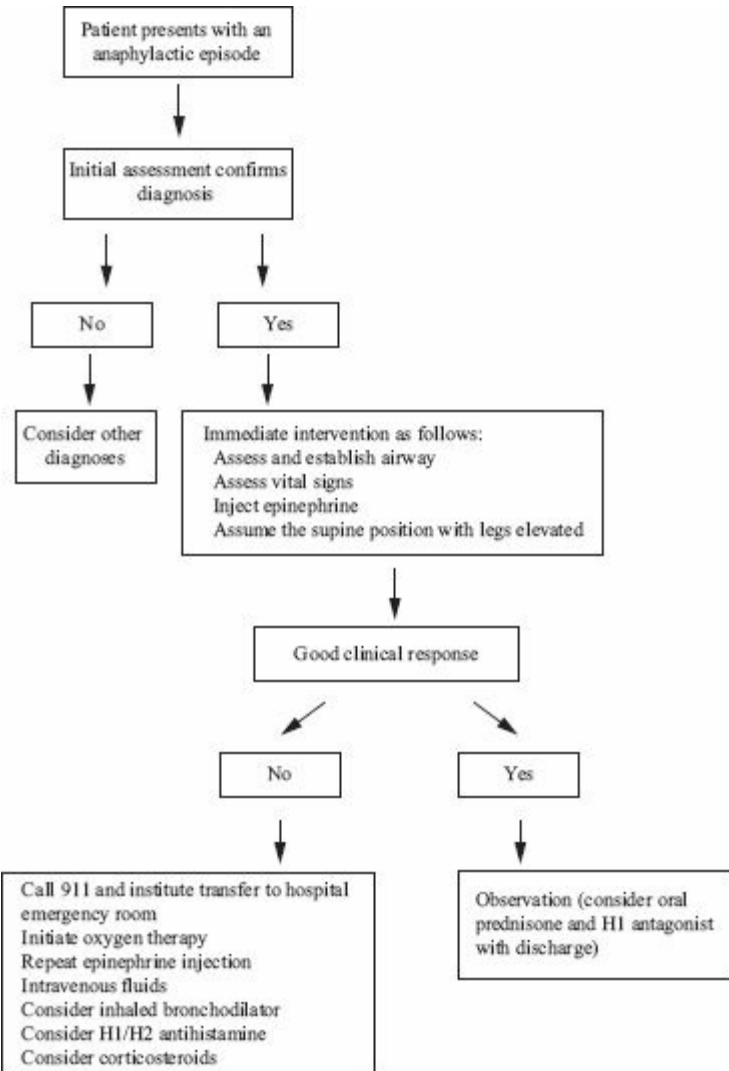 Patient presents with an
anaphylactic episode
Initial assessment confirms
diagnosis
No
Yes
Consider other
diagnoses
Immediate intervention as follows:
Assess and establish airway
Assess vital signs
Inject epinephrine
Assume the supine position with legs elevated
Good clinical response
No
Yes
Call 911 and institute transfer to hospital
emergency room
Initiate oxygen therapy
Repeat epinephrine injection
Intravenous fluids
Consider inhaled bronchodilator
Consider H1/H2 antihistamine
Consider corticosteroids
Observation (consider oral
prednisone and H1 antagonist
with discharge)